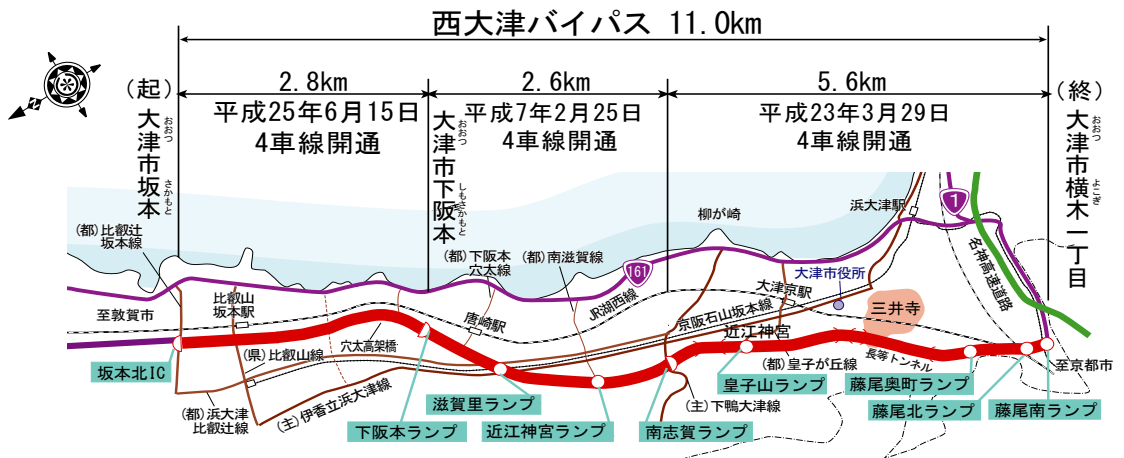 西大津バイパス 11.0km
2.8km
2.6km
5.6km
平成25年6月15日
4車線開通
平成7年2月25日
4車線開通
平成23年3月29日
4車線開通
(起)
大津市坂本
おおつ
さかもと
大津市下阪本
おおつ
しもさかもと
(終)
大津市横木一丁目
おおつ
よこぎ
(都)比叡辻
坂本線
至敦賀市
比叡山
坂本駅
(都)下阪本
穴太線
(都)南滋賀線
161
柳が崎
浜大津駅
1
名神高速道路
大津市役所
大津京駅
JR湖西線
京阪石山坂本線
唐崎駅
穴太高架橋
近江神宮
三井寺
(県)比叡山線
(都)皇子が丘線
長等トンネル
至京都市
坂本北IC
(都)浜大津
比叡辻線
(主)伊香立浜大津線
(主)下鴨大津線
下阪本ランプ
滋賀里ランプ
近江神宮ランプ
南志賀ランプ
皇子山ランプ
藤尾奥町ランプ
藤尾北ランプ
藤尾南ランプ